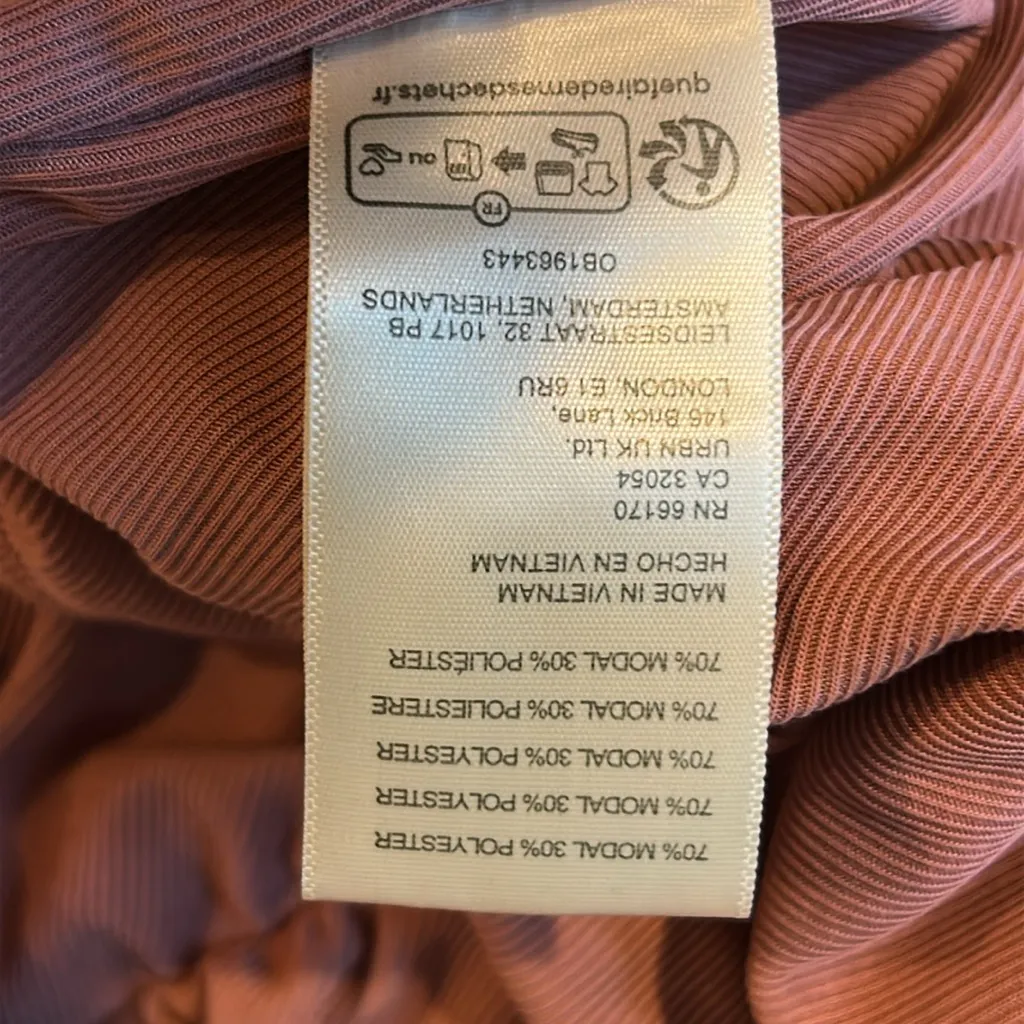 70% MODAL 30% POLYESTER
70% MODAL 30% POLYESTER
70% MODAL 30% POLYESTER
70% MODAL 30% POLIESTERE
70% MODAL 30% POLIÉSTER
MADE IN VIETNAM
HECHO EN VIETNAM
RN 66170
CA 32054
URBN UK Ltd.
146 Brick Lane,
LONDON, E1 6RU
LEIDSESTRAAT 32, 1017 PB
AMSTERDAM, NETHERLANDS
OB1963443
FR
OU
quefairedemesdechets.fr